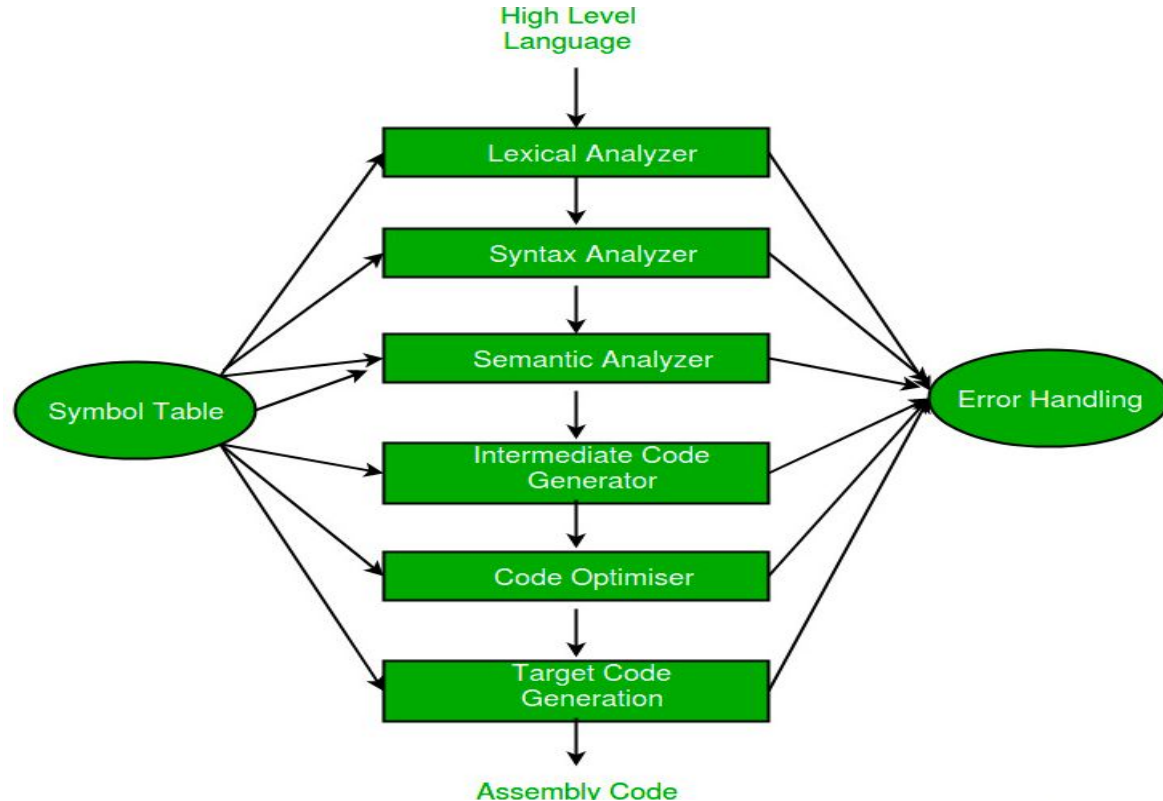 High Level
Language
Lexical Analyzer
Syntax Analyzer
Semantic Analyzer
Symbol Table
Error Handling
Intermediate Code
Generator
Code Optimiser
Target Code
Generation
Assembly Code